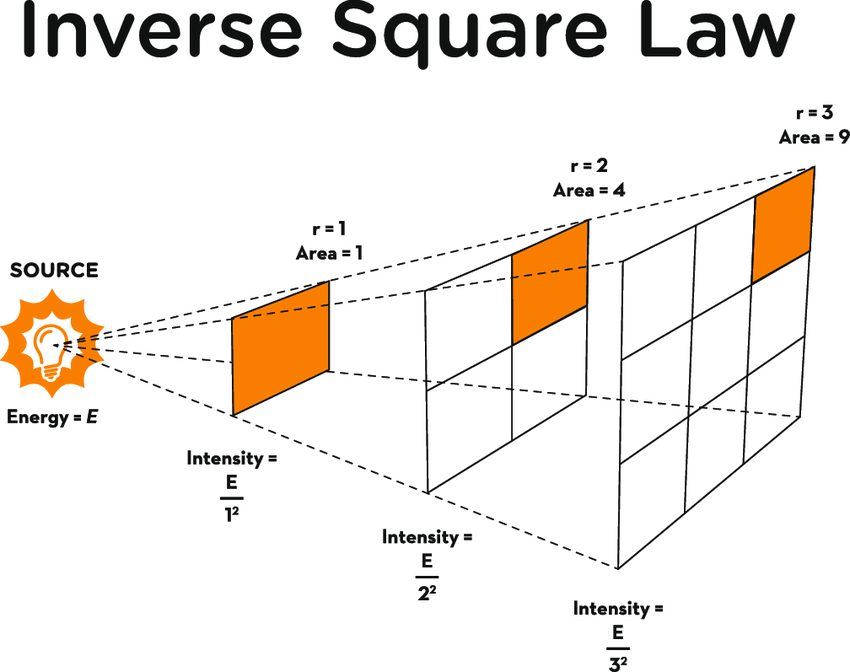 Inverse Square Law
r = 3
Area = 9
r = 2
Area = 4
r = 1
Area = 1
SOURCE
Energy = E
Intensity =
E
1²
Intensity =
E
2²
Intensity =
E
3²